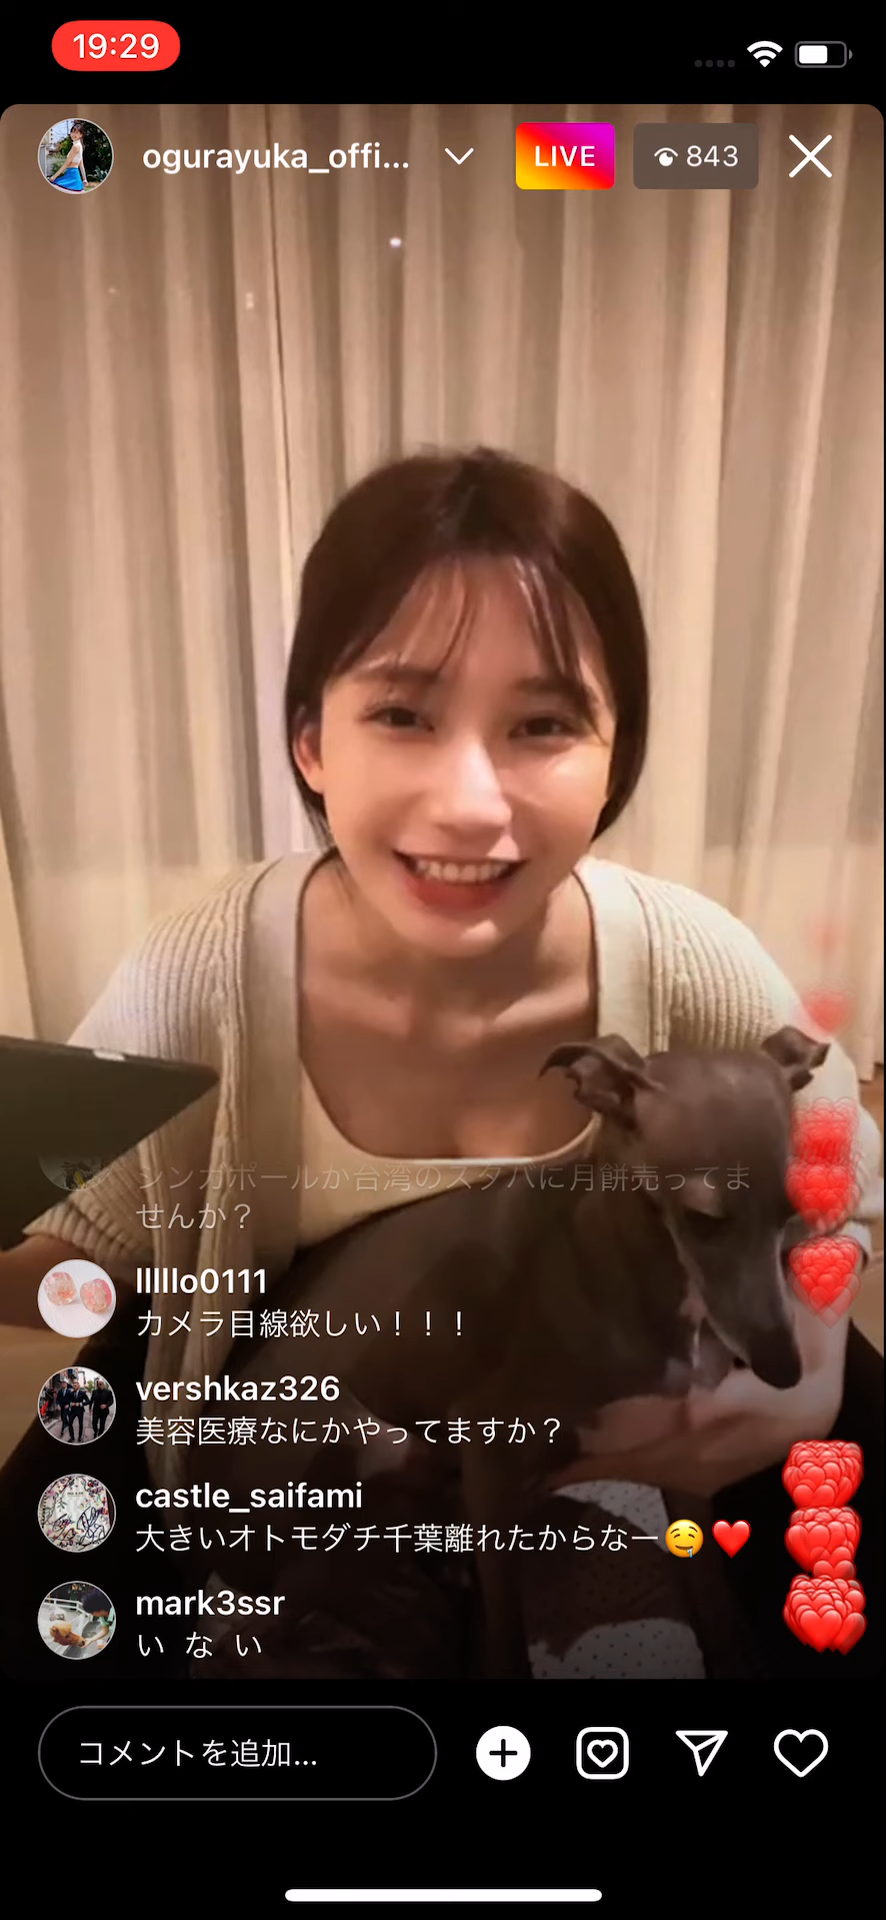 19:29
ogurayuka_offi...
LIVE
843
シンガポールか台湾のスタバに月餅売ってま
せんか？
lllllo0111
カメラ目線欲しい！！！
vershkaz326
美容医療なにかやってますか？
castle_saifami
大きいオトモダチ千葉離れたからなー🤤❤️
mark3ssr
い な い
コメントを追加...